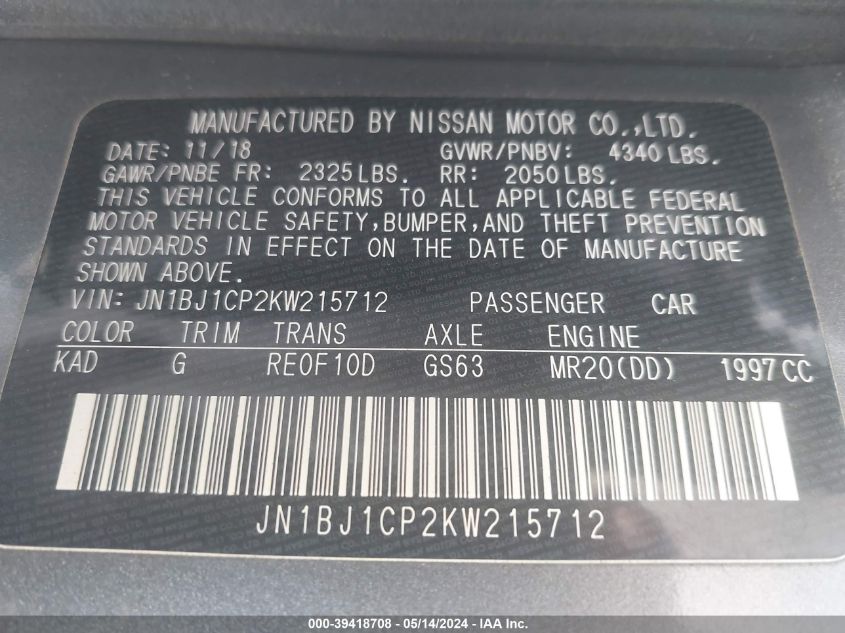 MANUFACTURED BY NISSAN MOTOR CO.,LTD.
DATE: 11/18 GVWR/PNBV: 4340 LBS.
GAWR/PNBE FR: 2325 LBS. RR: 2050 LBS.
THIS VEHICLE CONFORMS TO ALL APPLICABLE FEDERAL
MOTOR VEHICLE SAFETY,BUMPER,AND THEFT PREVENTION
STANDARDS IN EFFECT ON THE DATE OF MANUFACTURE
SHOWN ABOVE.
VIN: JN1BJ1CP2KW215712 PASSENGER CAR
COLOR TRIM TRANS AXLE ENGINE
KAD G RE0F10D GS63 MR20(DD) 1997 CC
JN1BJ1CP2KW215712
000-39418708 - 05/14/2024 - IAA Inc.